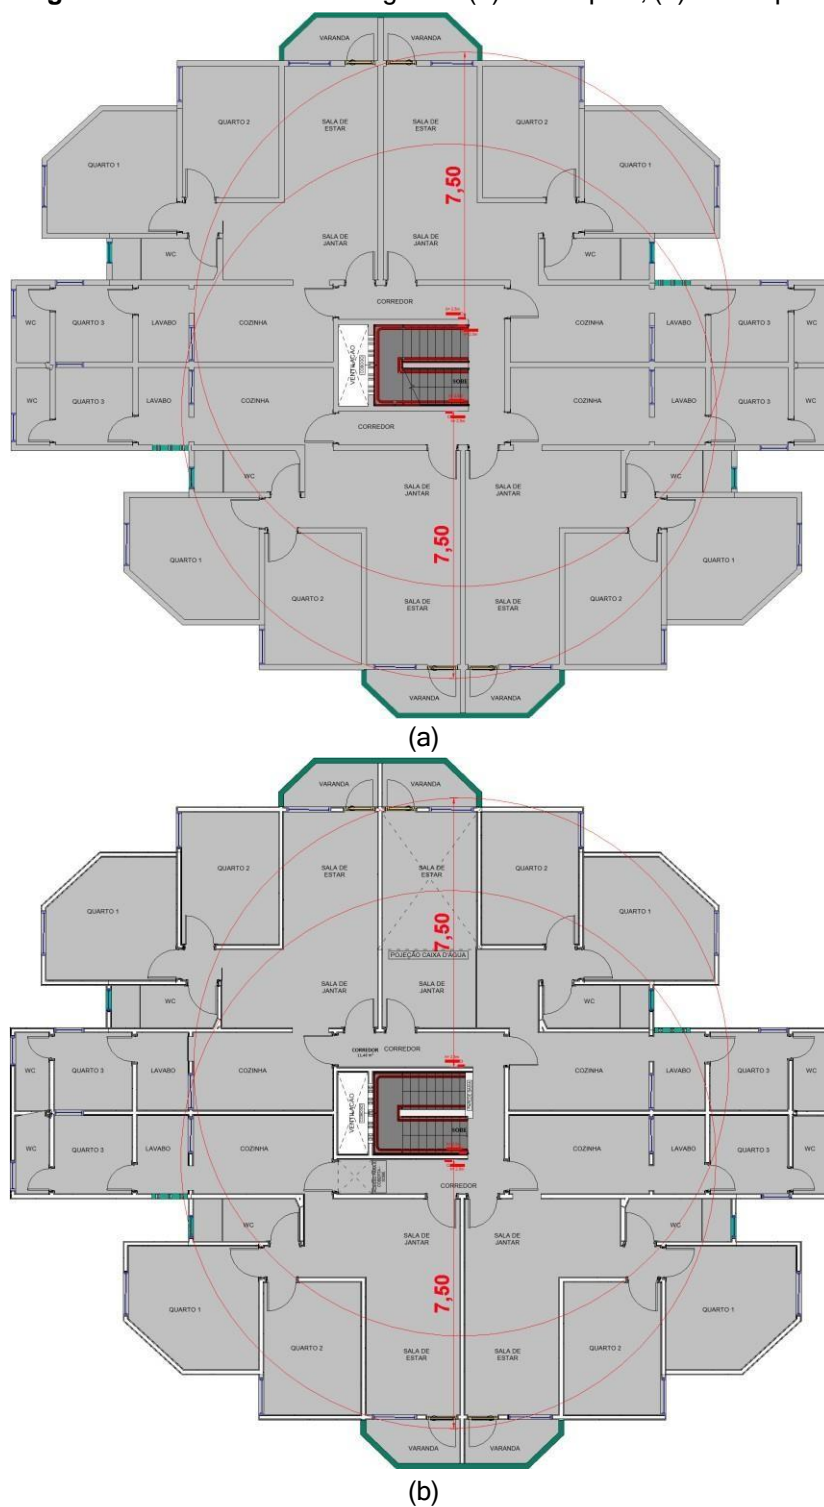 VARANDA VARANDA
QUARTO 2 SALA DE ESTAR SALA DE ESTAR QUARTO 2
QUARTO 1 QUARTO 1
7,50
SALA DE JANTAR SALA DE JANTAR
WC WC
CORREDOR
WC QUARTO 3 LAVABO COZINHA COZINHA LAVABO QUARTO 3 WC
VENTILAÇÃO
SOBE
WC QUARTO 3 LAVABO COZINHA COZINHA LAVABO QUARTO 3 WC
CORREDOR
WC SALA DE JANTAR SALA DE JANTAR WC
7,50
QUARTO 1 QUARTO 1
QUARTO 2 SALA DE ESTAR SALA DE ESTAR QUARTO 2
VARANDA VARANDA
(a)
VARANDA VARANDA
QUARTO 2 SALA DE ESTAR SALA DE ESTAR QUARTO 2
QUARTO 1 QUARTO 1
7,50
POJEÇÃO CAIXA D'ÁGUA
SALA DE JANTAR SALA DE JANTAR
WC WC
CORREDOR CORREDOR
WC QUARTO 3 LAVABO COZINHA COZINHA LAVABO QUARTO 3 WC
VENTILAÇÃO
SOBE
WC QUARTO 3 LAVABO COZINHA COZINHA LAVABO QUARTO 3 WC
CORREDOR
WC SALA DE JANTAR SALA DE JANTAR WC
7,50
QUARTO 1 QUARTO 1
QUARTO 2 SALA DE ESTAR SALA DE ESTAR QUARTO 2
VARANDA VARANDA
(b)